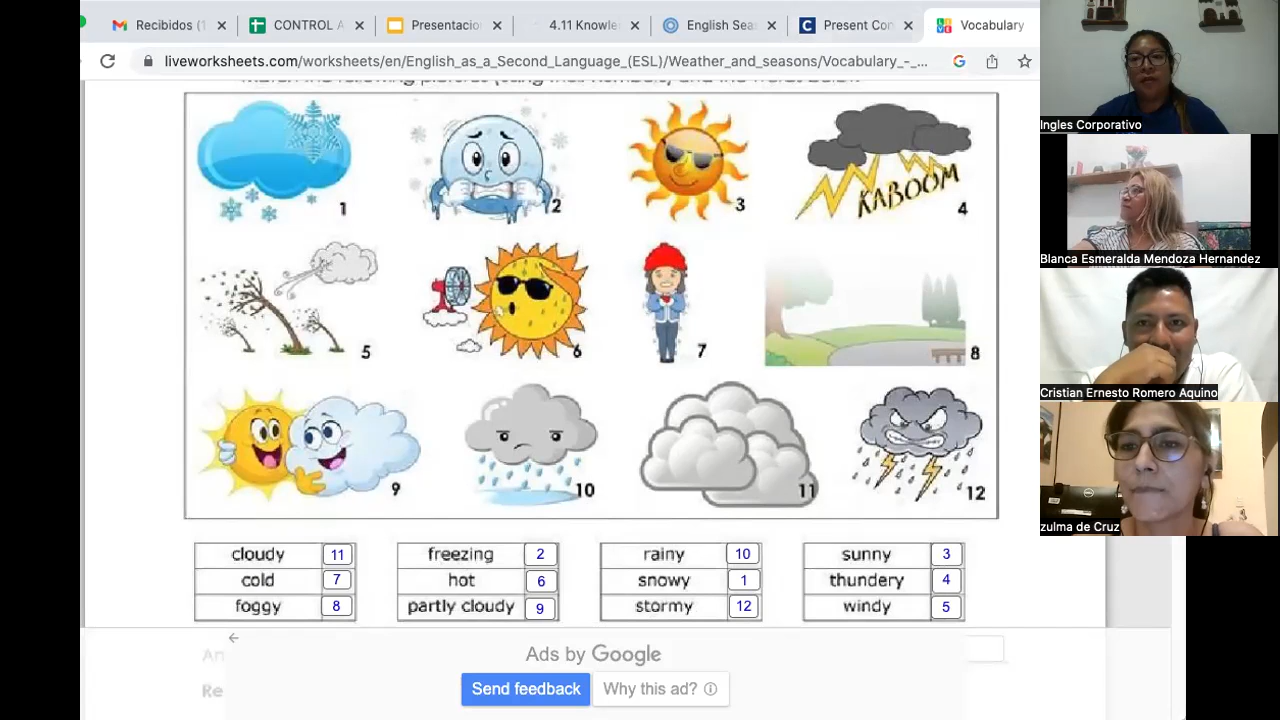 Recibidos (1
CONTROL A
Presentacio
4.11 Knowle
English Sea
Present Con
Vocabulary
liveworksheets.com/worksheets/en/English_as_a_Second_Language_(ESL)/Weather_and_seasons/Vocabulary_-_...
1
2
3
KABOOM
4
5
6
7
8
9
10
11
12
cloudy 11
cold 7
foggy 8
freezing 2
hot 6
partly cloudy 9
rainy 10
snowy 1
stormy 12
sunny 3
thundery 4
windy 5
Ads by Google
Send feedback
Why this ad?
Ingles Corporativo
Blanca Esmeralda Mendoza Hernandez
Cristian Ernesto Romero Aquino
zulma de Cruz